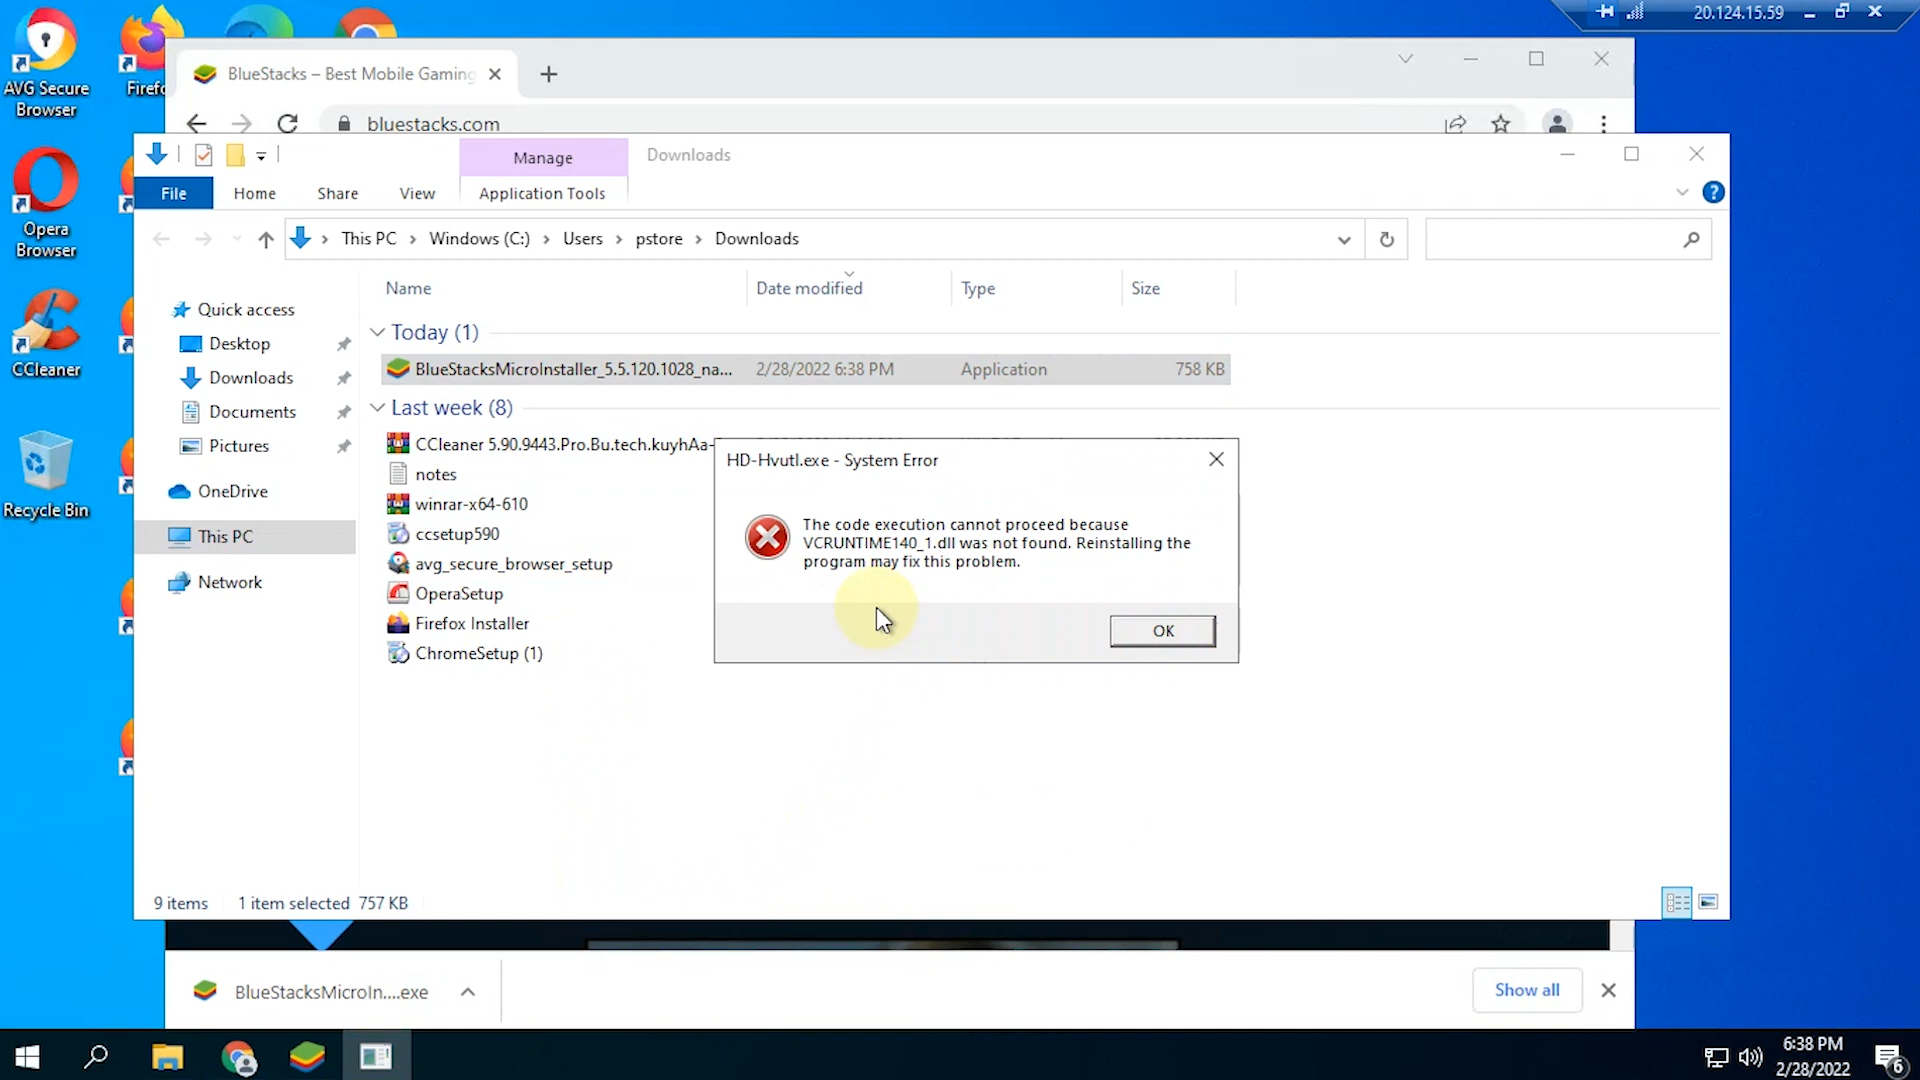 20.124.15.59
AVG Secure
Browser
Firefo
BlueStacks – Best Mobile Gaming
bluestacks.com
Manage
Downloads
File
Home
Share
View
Application Tools
This PC
Windows (C:)
Users
pstore
Downloads
Opera
Browser
Name
Date modified
Type
Size
Quick access
Desktop
Downloads
Documents
Pictures
OneDrive
This PC
Network
Today (1)
BlueStacksMicroInstaller_5.5.120.1028_na...
2/28/2022 6:38 PM
Application
758 KB
Last week (8)
CCleaner 5.90.9443.Pro.Bu.tech.kuyhAa-
notes
winrar-x64-610
ccsetup590
avg_secure_browser_setup
OperaSetup
Firefox Installer
ChromeSetup (1)
CCleaner
Recycle Bin
HD-Hvutl.exe - System Error
The code execution cannot proceed because
VCRUNTIME140_1.dll was not found. Reinstalling the
program may fix this problem.
OK
9 items
1 item selected 757 KB
BlueStacksMicroIn....exe
Show all
6:38 PM
2/28/2022
6